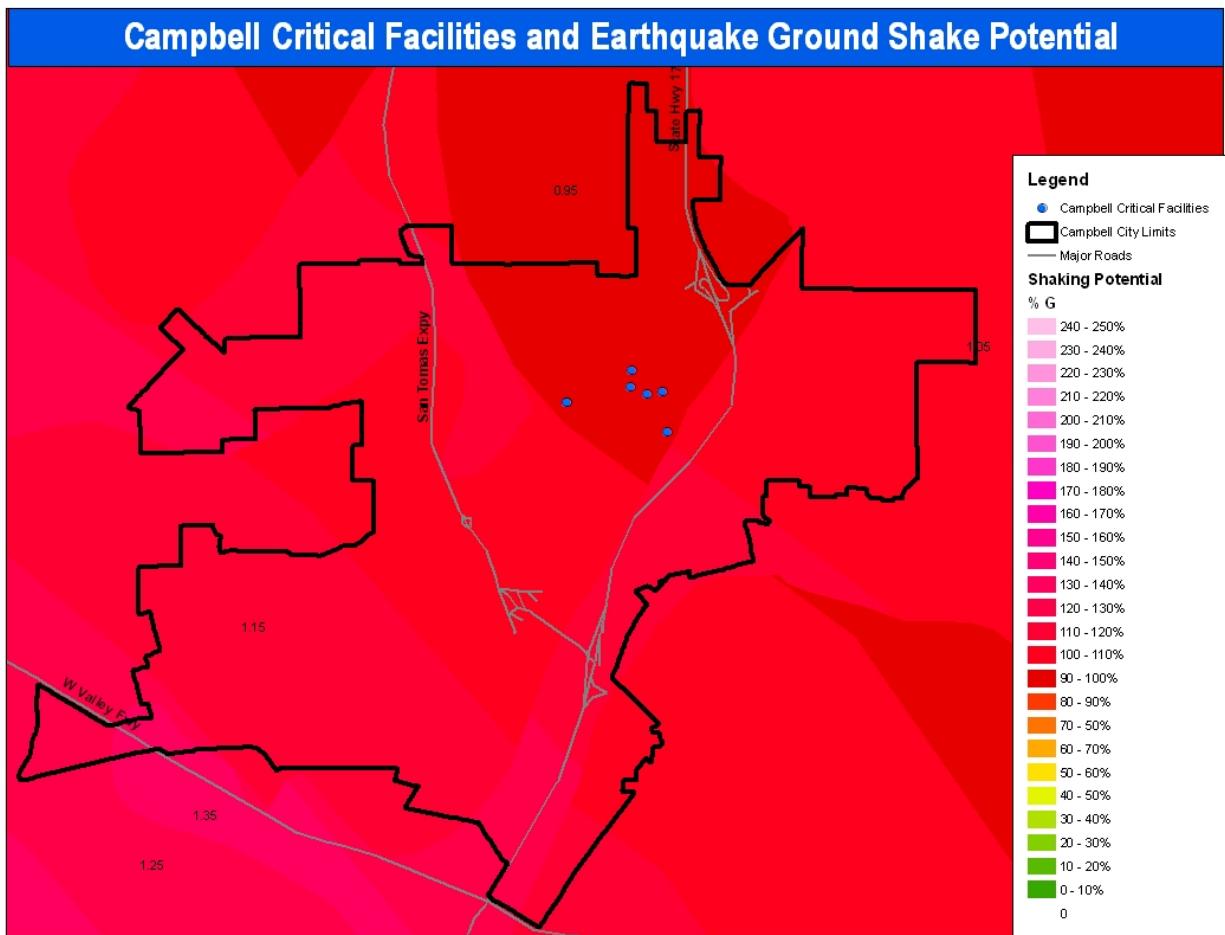 Campbell Critical Facilities and Earthquake Ground Shake Potential
State Hwy 17
0.95
San Tomas Expy
1.05
1.15
W Valley Fwy
1.35
1.25
Legend
Campbell Critical Facilities
Campbell City Limits
Major Roads
Shaking Potential
% G
240 - 250%
230 - 240%
220 - 230%
210 - 220%
200 - 210%
190 - 200%
180 - 190%
170 - 180%
160 - 170%
150 - 160%
140 - 150%
130 - 140%
120 - 130%
110 - 120%
100 - 110%
90 - 100%
80 - 90%
70 - 50%
60 - 70%
50 - 60%
40 - 50%
30 - 40%
20 - 30%
10 - 20%
0 - 10%
0